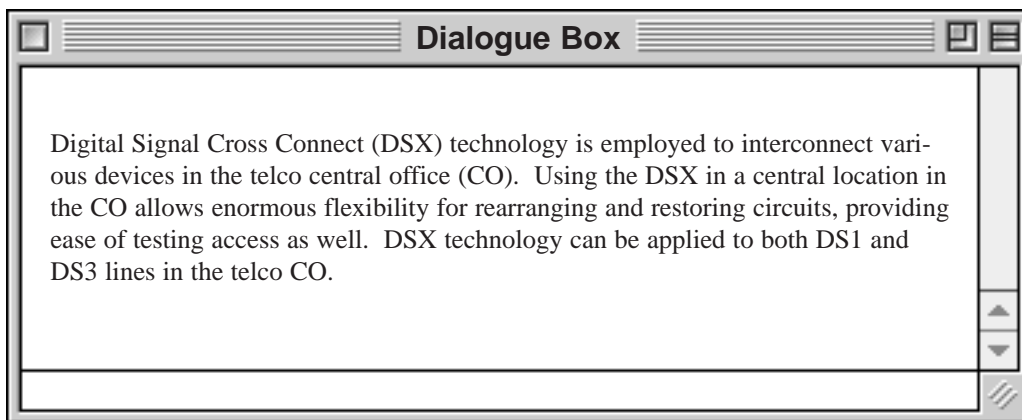 Dialogue Box
Digital Signal Cross Connect (DSX) technology is employed to interconnect vari-
ous devices in the telco central office (CO).  Using the DSX in a central location in
the CO allows enormous flexibility for rearranging and restoring circuits, providing
ease of testing access as well.  DSX technology can be applied to both DS1 and
DS3 lines in the telco CO.